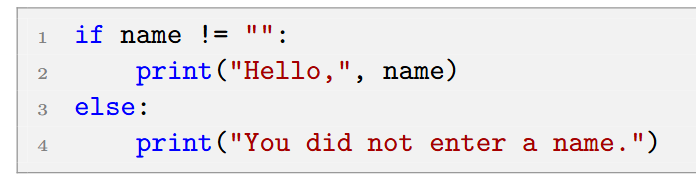 1 if name != "":
2     print("Hello,", name)
3 else:
4     print("You did not enter a name.")